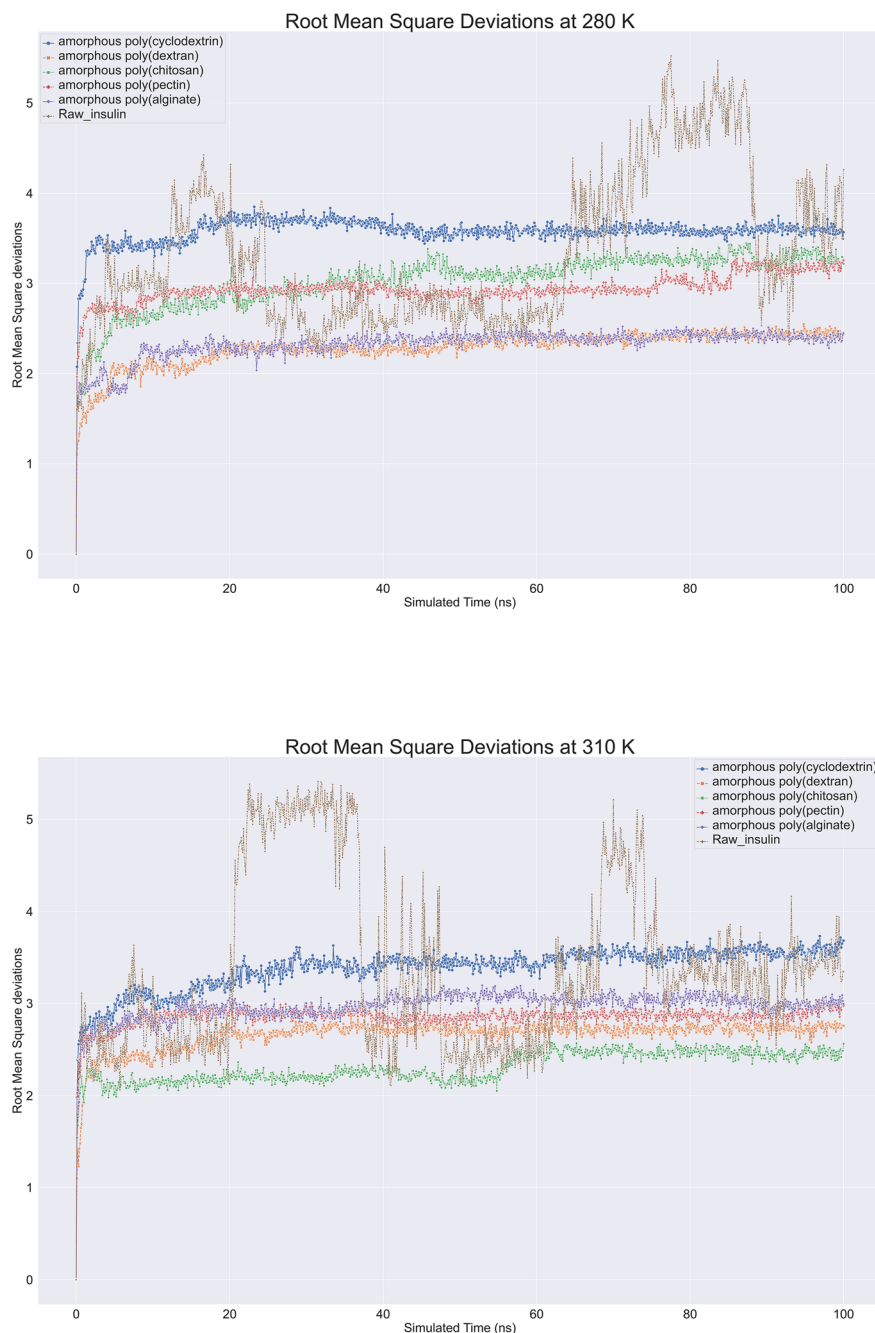 Root Mean Square Deviations at 280 K
amorphous poly(cyclodextrin)
amorphous poly(dextran)
amorphous poly(chitosan)
amorphous poly(pectin)
amorphous poly(alginate)
Raw_insulin
Root Mean Square deviations
5
4
3
2
1
0
0 20 40 60 80 100
Simulated Time (ns)
Root Mean Square Deviations at 310 K
amorphous poly(cyclodextrin)
amorphous poly(dextran)
amorphous poly(chitosan)
amorphous poly(pectin)
amorphous poly(alginate)
Raw_insulin
Root Mean Square deviations
5
4
3
2
1
0
0 20 40 60 80 100
Simulated Time (ns)